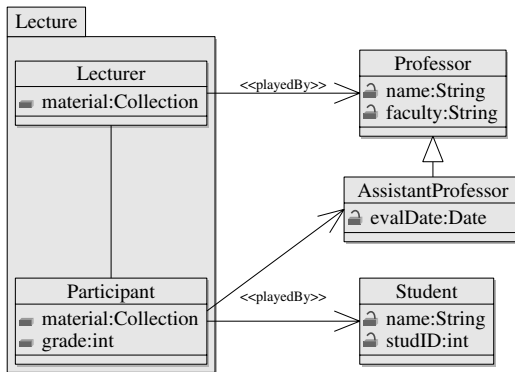 Lecture
Lecturer
material:Collection
<<playedBy>>
Professor
name:String
faculty:String
AssistantProfessor
evalDate:Date
Participant
material:Collection
grade:int
<<playedBy>>
Student
name:String
studID:int